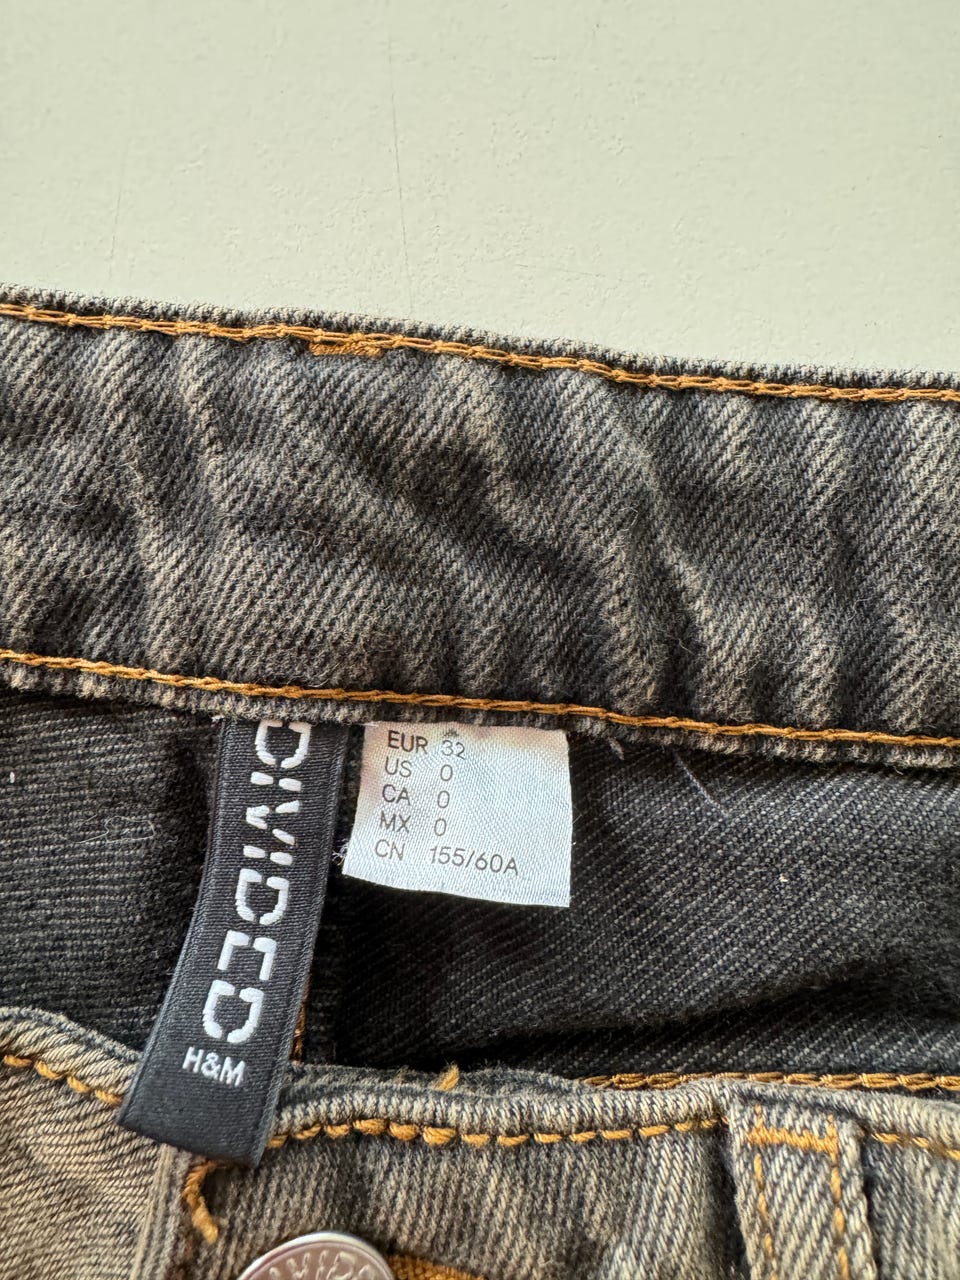 DIVIDED
H&M
EUR 32
US 0
CA 0
MX 0
CN 155/60A